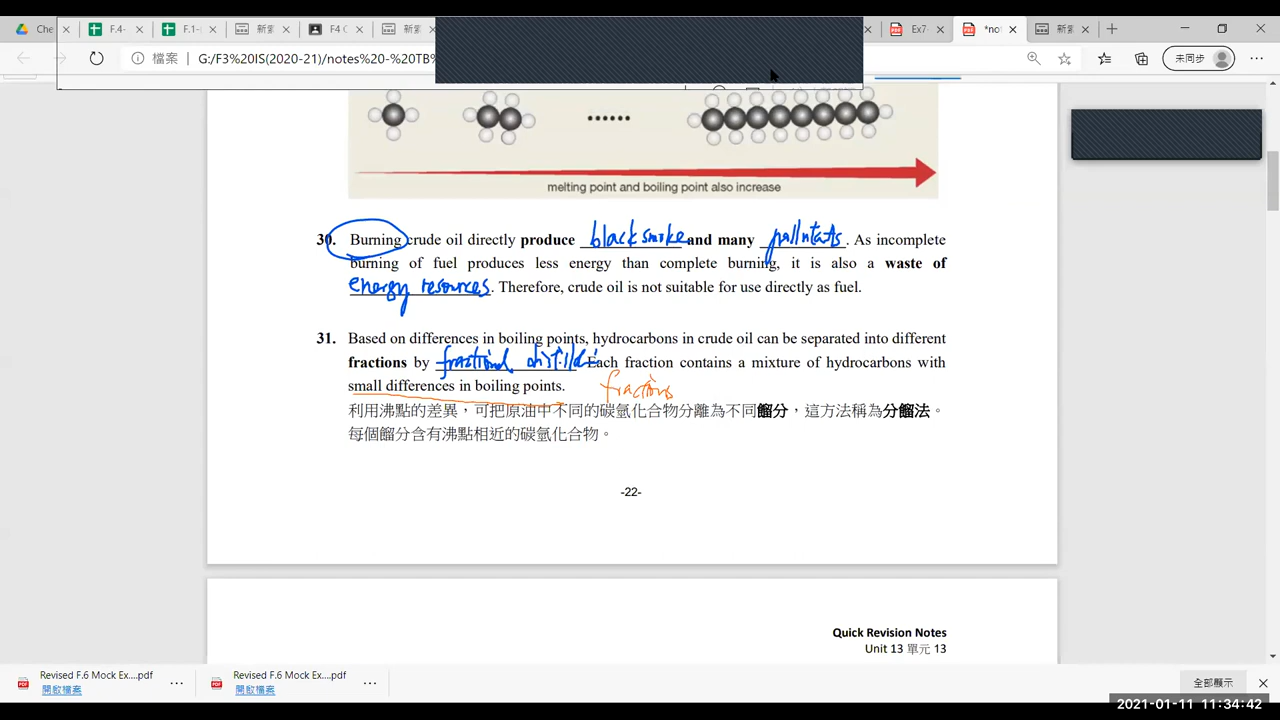 Che
F.4-
F.1-
新紫
F4 C
新紫
Ex7-
*not
新紫
檔案
G:/F3%20IS(2020-21)/notes%20-%20TB%
未同步
......
melting point and boiling point also increase
30. Burning crude oil directly produce black smoke and many pollutants. As incomplete
burning of fuel produces less energy than complete burning, it is also a waste of
energy resources. Therefore, crude oil is not suitable for use directly as fuel.
31. Based on differences in boiling points, hydrocarbons in crude oil can be separated into different
fractions by fractional Each fraction contains a mixture of hydrocarbons with
small differences in boiling points. fractions
利用沸點的差異，可把原油中不同的碳氫化合物分離為不同餾分，這方法稱為分餾法。
每個餾分含有沸點相近的碳氫化合物。
-22-
Quick Revision Notes
Unit 13 單元 13
Revised F.6 Mock Ex....pdf
開啟檔案
Revised F.6 Mock Ex....pdf
開啟檔案
全部顯示
2021-01-11 11:34:42